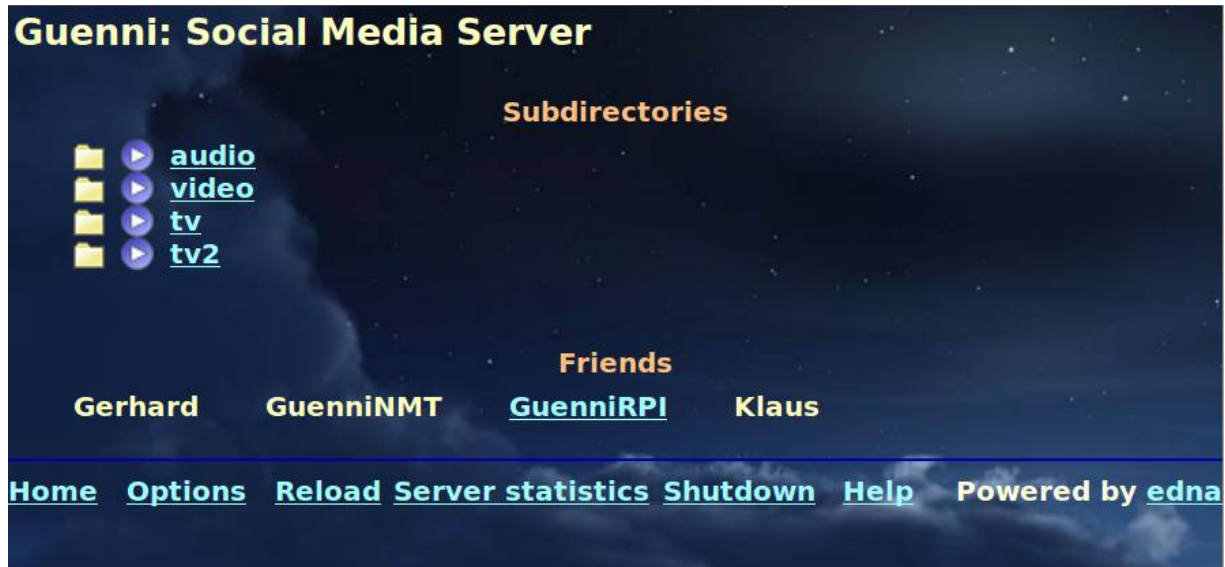 Guenni: Social Media Server
Subdirectories
audio
video
tv
tv2
Friends
Gerhard GuenniNMT GuenniRPI Klaus
Home Options Reload Server statistics Shutdown Help Powered by edna